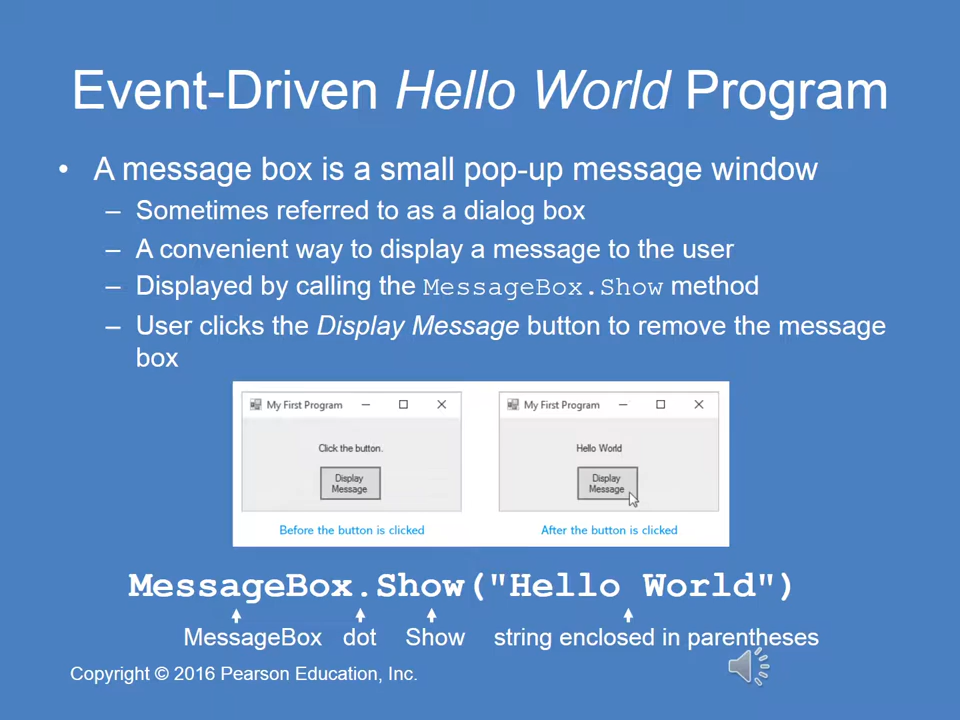 Event-Driven Hello World Program
• A message box is a small pop-up message window
– Sometimes referred to as a dialog box
– A convenient way to display a message to the user
– Displayed by calling the MessageBox.Show method
– User clicks the Display Message button to remove the message
box
My First Program
Click the button.
Display
Message
Before the button is clicked
My First Program
Hello World
Display
Message
After the button is clicked
MessageBox.Show("Hello World")
MessageBox dot Show string enclosed in parentheses
Copyright © 2016 Pearson Education, Inc.